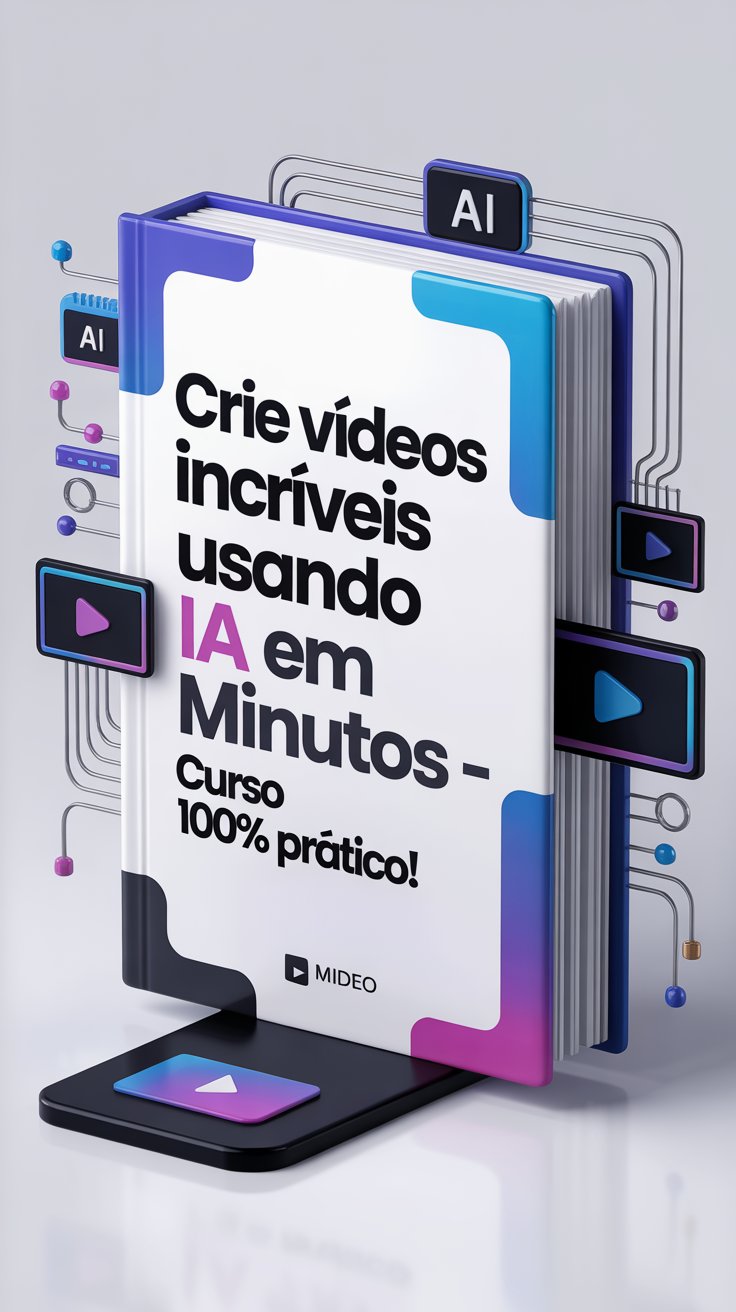 AI
AI
Crie vídeos
incríveis
usando
IA em
Minutos -
Curso
100% prático!
MIDEO